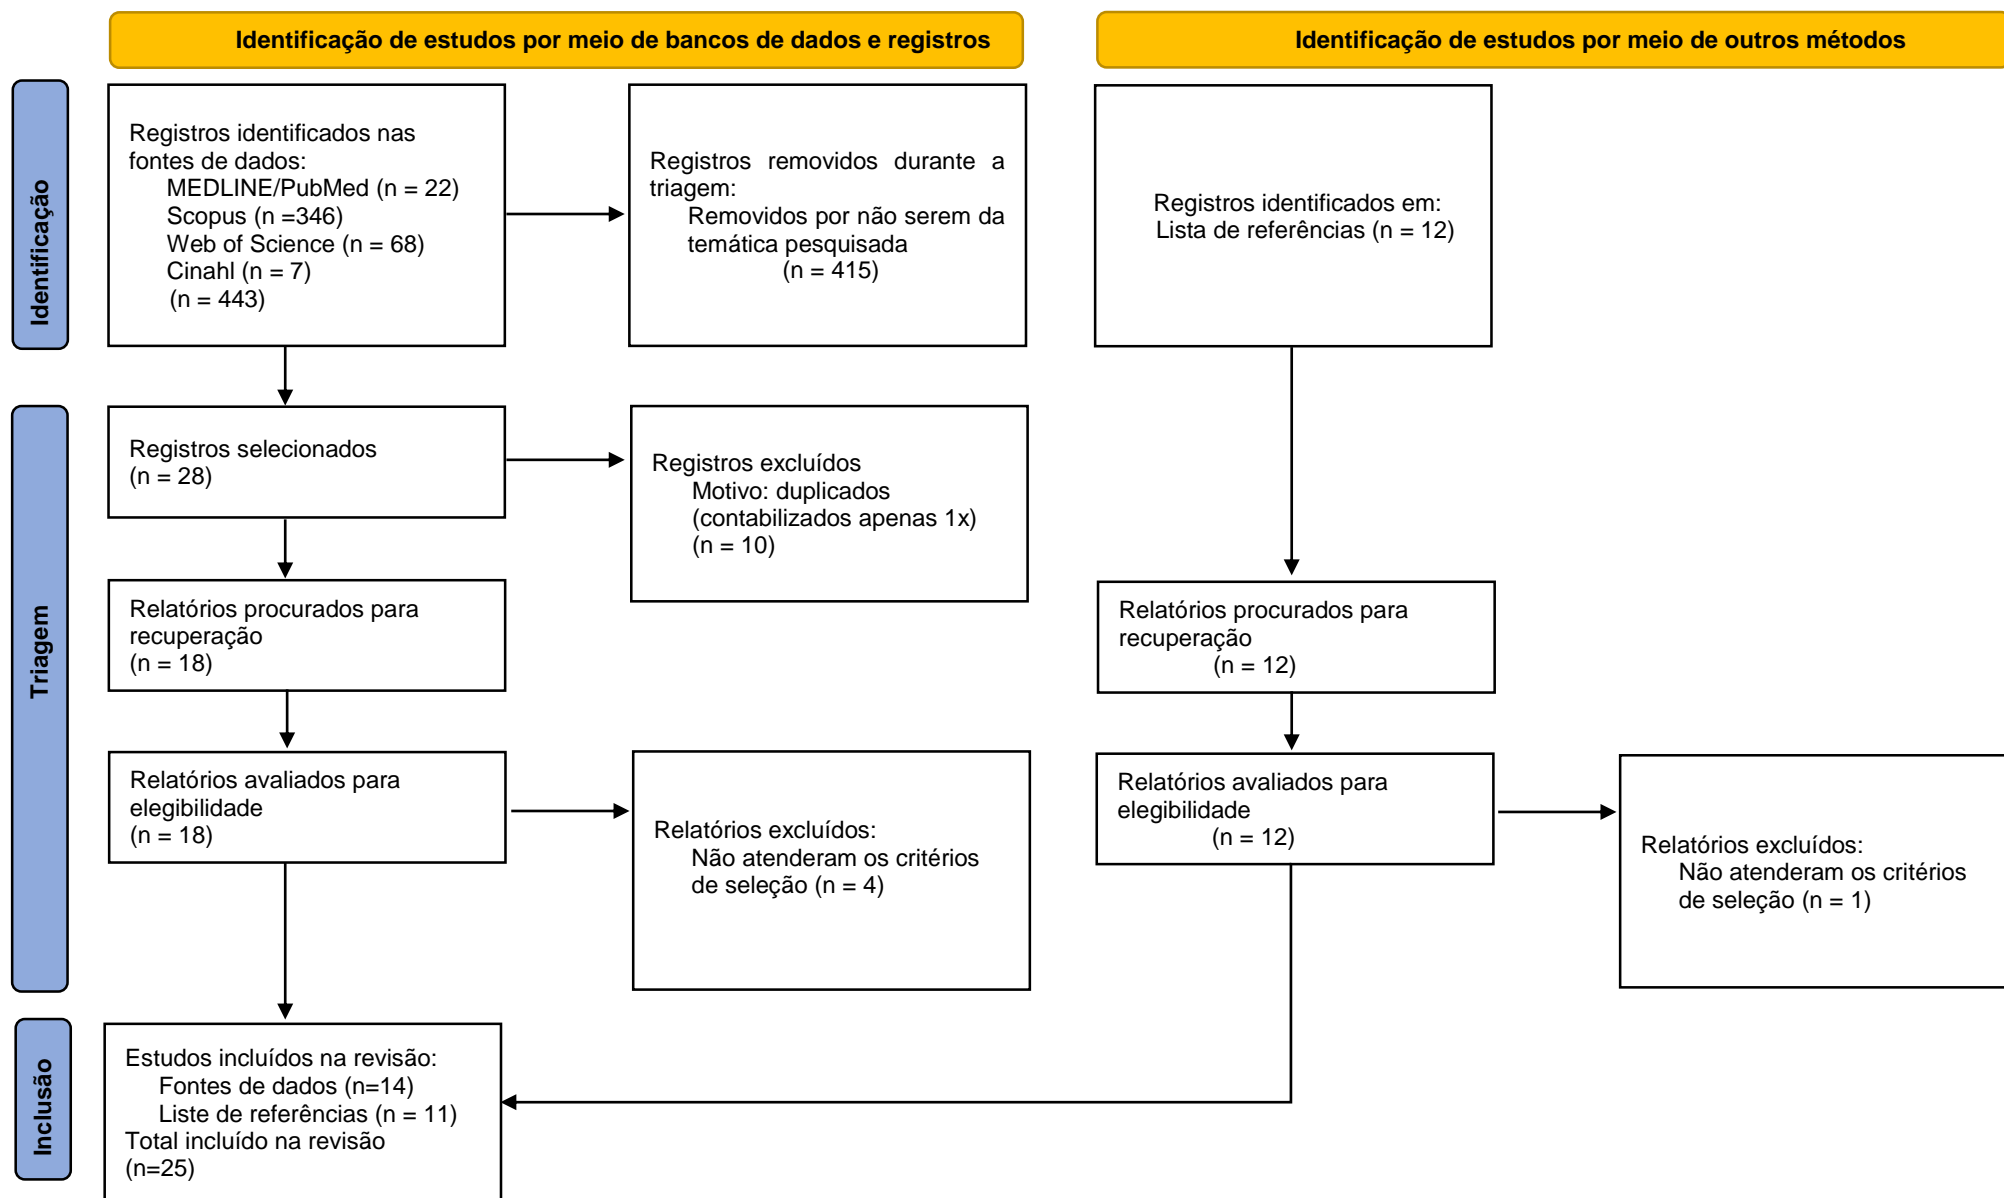 Identificação de estudos por meio de bancos de dados e registros
Identificação de estudos por meio de outros métodos
Identificação
Registros identificados nas
fontes de dados:
MEDLINE/PubMed (n = 22)
Scopus (n =346)
Web of Science (n = 68)
Cinahl (n = 7)
(n = 443)
Registros removidos durante a
triagem:
Removidos por não serem da
temática pesquisada
(n = 415)
Registros identificados em:
Lista de referências (n = 12)
Triagem
Registros selecionados
(n = 28)
Registros excluídos
Motivo: duplicados
(contabilizados apenas 1x)
(n = 10)
Relatórios procurados para
recuperação
(n = 18)
Relatórios procurados para
recuperação
(n = 12)
Relatórios avaliados para
elegibilidade
(n = 18)
Relatórios excluídos:
Não atenderam os critérios
de seleção (n = 4)
Relatórios avaliados para
elegibilidade
(n = 12)
Relatórios excluídos:
Não atenderam os critérios
de seleção (n = 1)
Inclusão
Estudos incluídos na revisão:
Fontes de dados (n=14)
Liste de referências (n = 11)
Total incluído na revisão
(n=25)